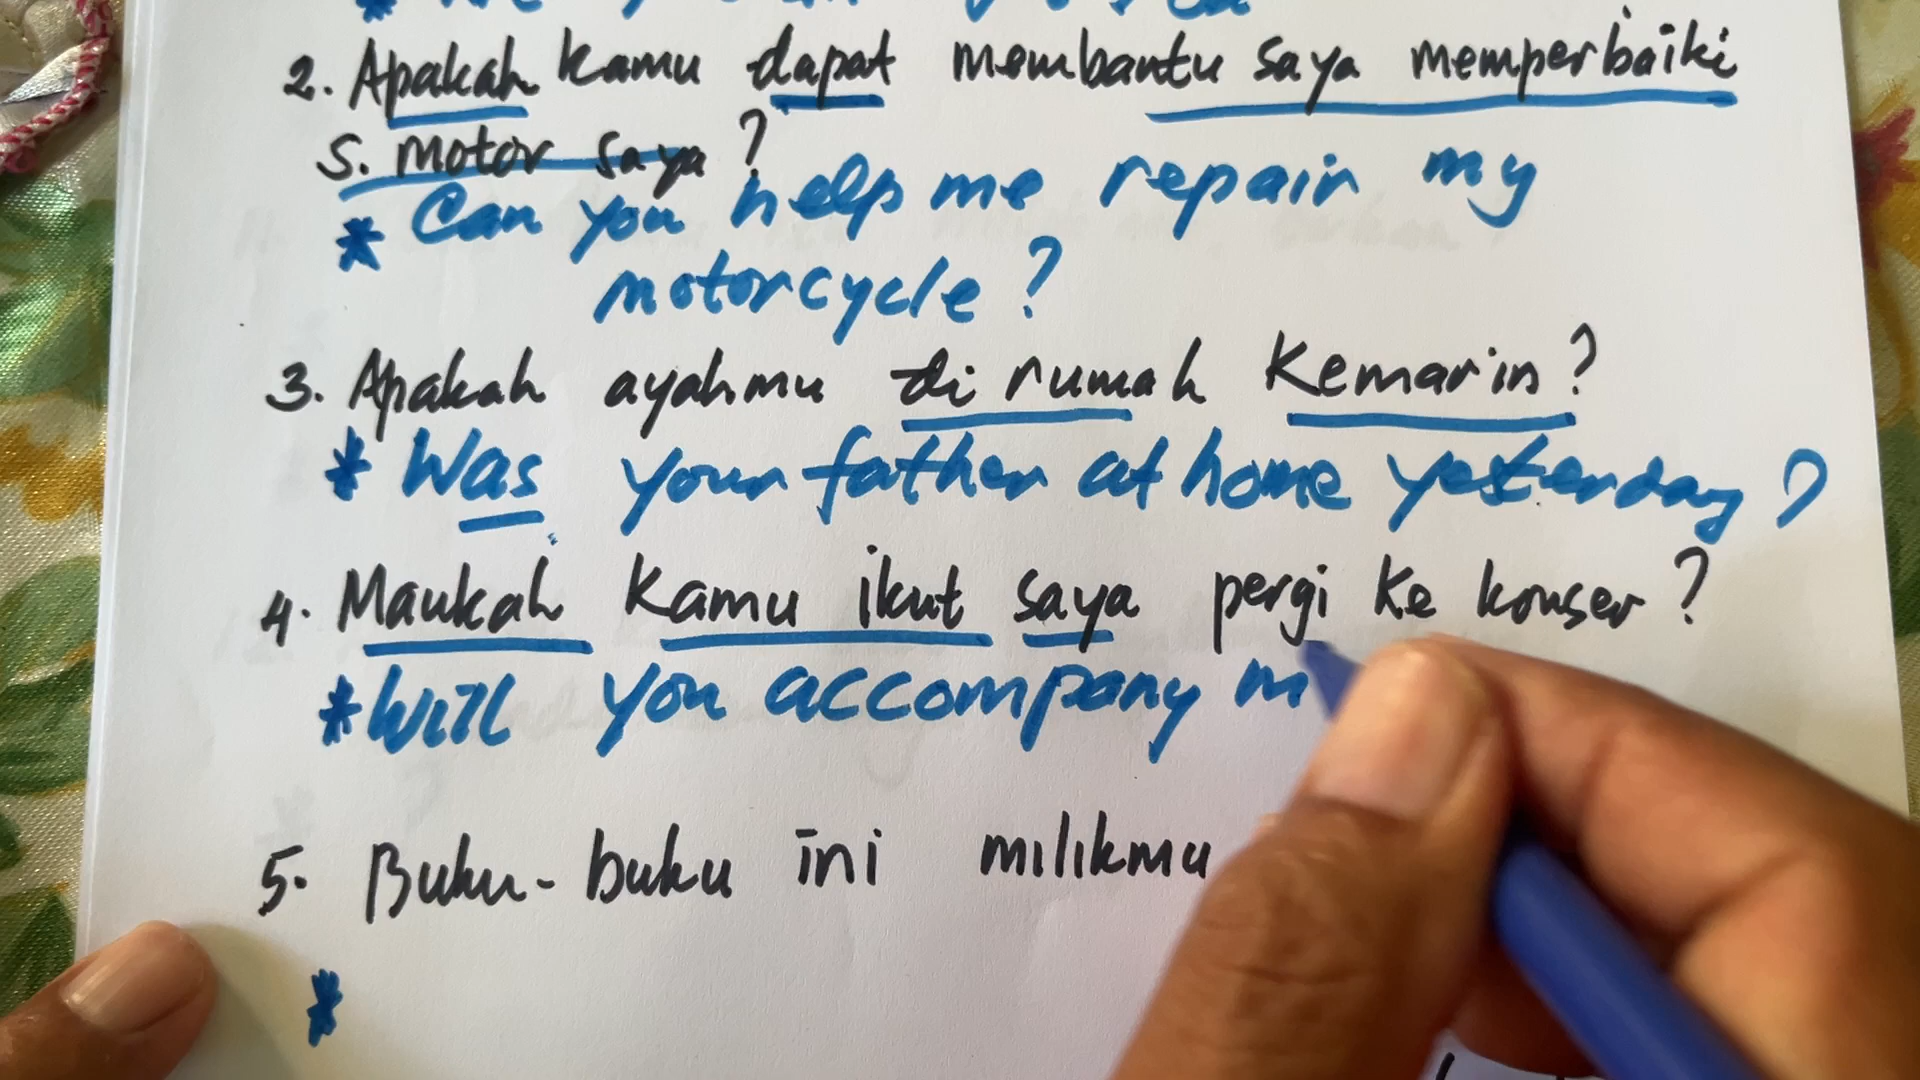 2. Apakah kamu dapat membantu saya memperbaiki
S. Motor saya?
* Can you help me repair my
motorcycle?
3. Apakah ayahmu di rumah kemarin?
* Was your father at home yesterday?
4. Maukah kamu ikut saya pergi ke konser?
* Will you accompany m
5. Buku-buku ini milikmu
*